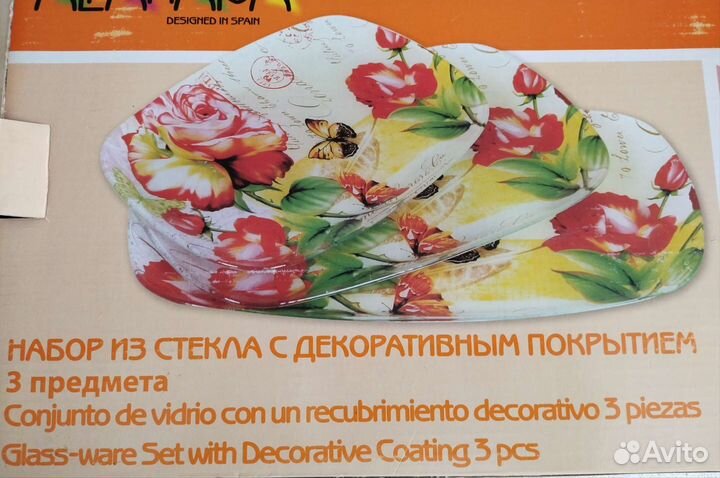 DESIGNED IN SPAIN
НАБОР ИЗ СТЕКЛА С ДЕКОРАТИВНЫМ ПОКРЫТИЕМ
3 предмета
Conjunto de vidrio con un recubrimiento decorativo 3 piezas
Glass-ware Set with Decorative Coating 3 pcs
Avito